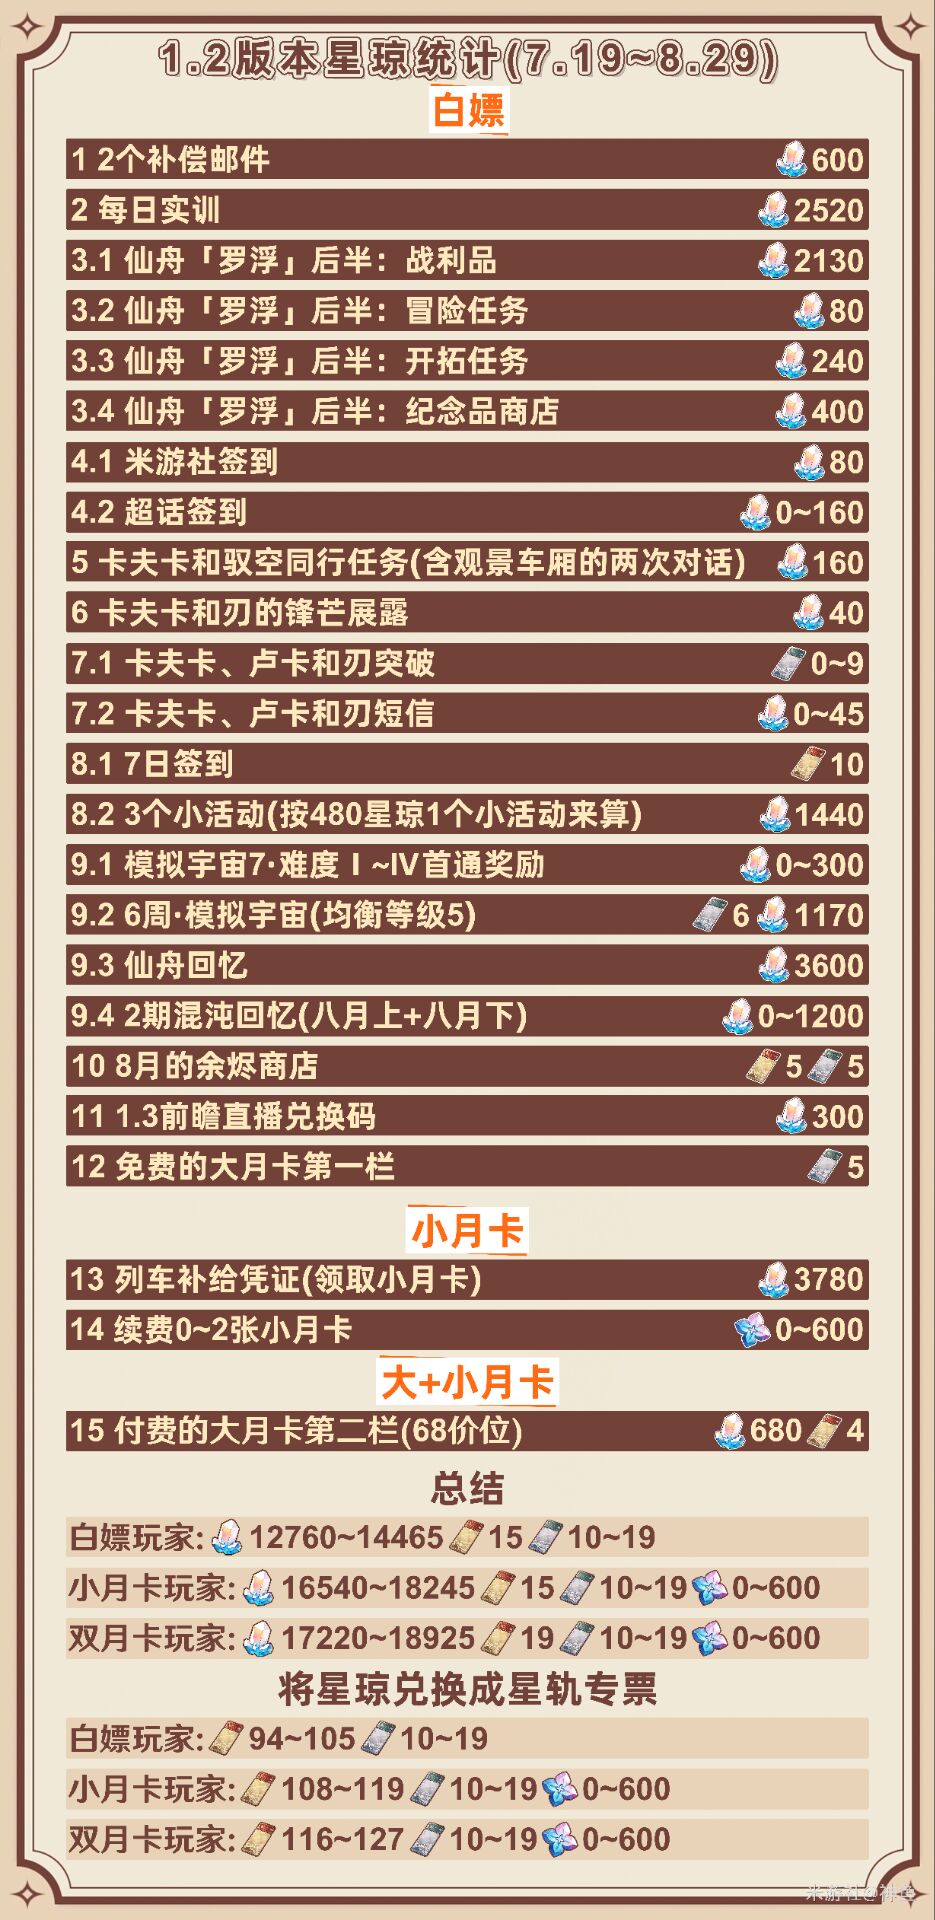 1.2版本星琼统计(7.19~8.29)
白嫖
1 2个补偿邮件 600
2 每日实训 2520
3.1 仙舟「罗浮」后半：战利品 2130
3.2 仙舟「罗浮」后半：冒险任务 80
3.3 仙舟「罗浮」后半：开拓任务 240
3.4 仙舟「罗浮」后半：纪念品商店 400
4.1 米游社签到 80
4.2 超话签到 0~160
5 卡夫卡和驭空同行任务(含观景车厢的两次对话) 160
6 卡夫卡和刃的锋芒展露 40
7.1 卡夫卡、卢卡和刃突破 0~9
7.2 卡夫卡、卢卡和刃短信 0~45
8.1 7日签到 10
8.2 3个小活动(按480星琼1个小活动来算) 1440
9.1 模拟宇宙7·难度Ⅰ~Ⅳ首通奖励 0~300
9.2 6周·模拟宇宙(均衡等级5) 6 1170
9.3 仙舟回忆 3600
9.4 2期混沌回忆(八月上+八月下) 0~1200
10 8月的余烬商店 5 5
11 1.3前瞻直播兑换码 300
12 免费的大月卡第一栏 5
小月卡
13 列车补给凭证(领取小月卡) 3780
14 续费0~2张小月卡 0~600
大+小月卡
15 付费的大月卡第二栏(68价位) 680 4
总结
白嫖玩家: 12760~14465 15 10~19
小月卡玩家: 16540~18245 15 10~19 0~600
双月卡玩家: 17220~18925 19 10~19 0~600
将星琼兑换成星轨专票
白嫖玩家: 94~105 10~19
小月卡玩家: 108~119 10~19 0~600
双月卡玩家: 116~127 10~19 0~600
米游社@神